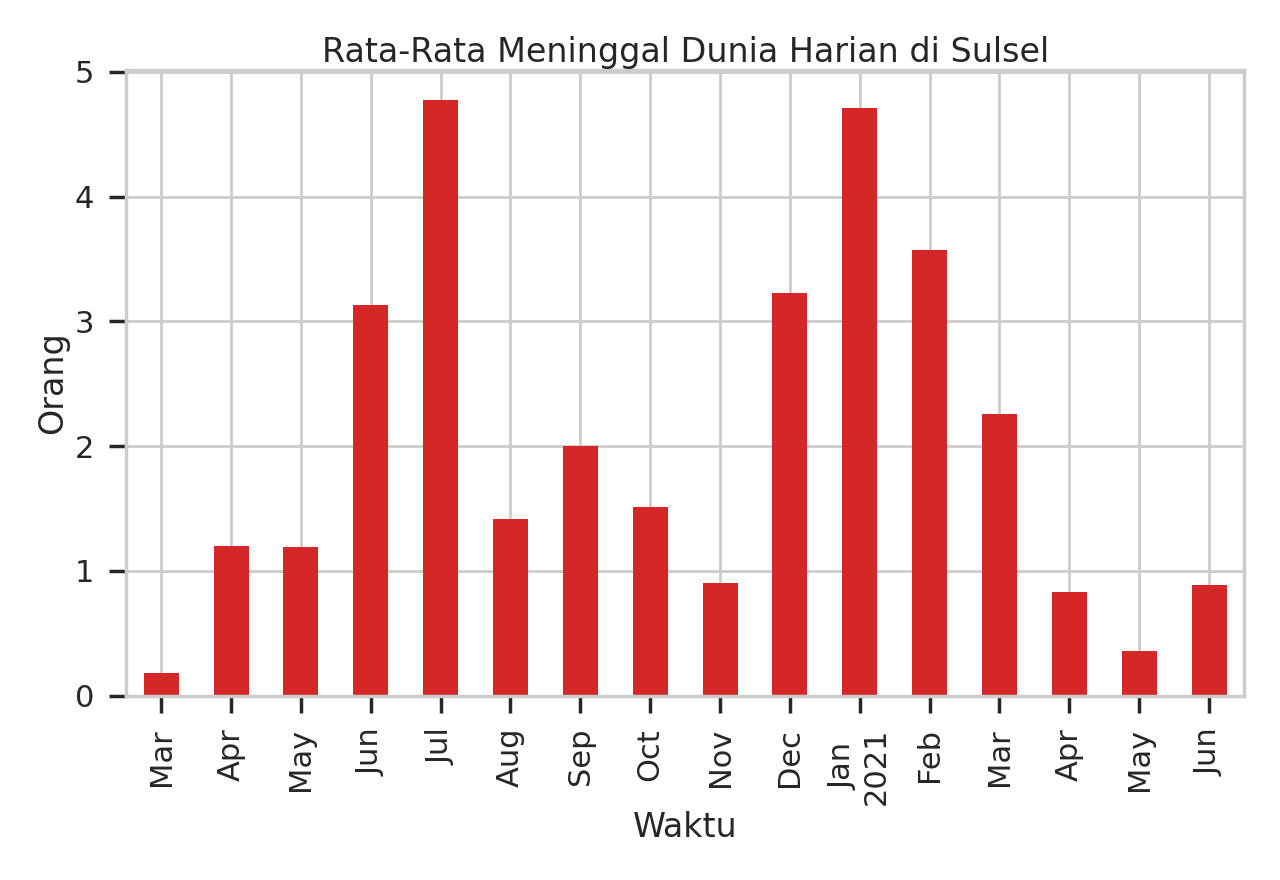 Rata-Rata Meninggal Dunia Harian di Sulsel
5
4
3
2
1
0
Orang
Mar
Apr
May
Jun
Jul
Aug
Sep
Oct
Nov
Dec
Jan
2021
Feb
Mar
Apr
May
Jun
Waktu